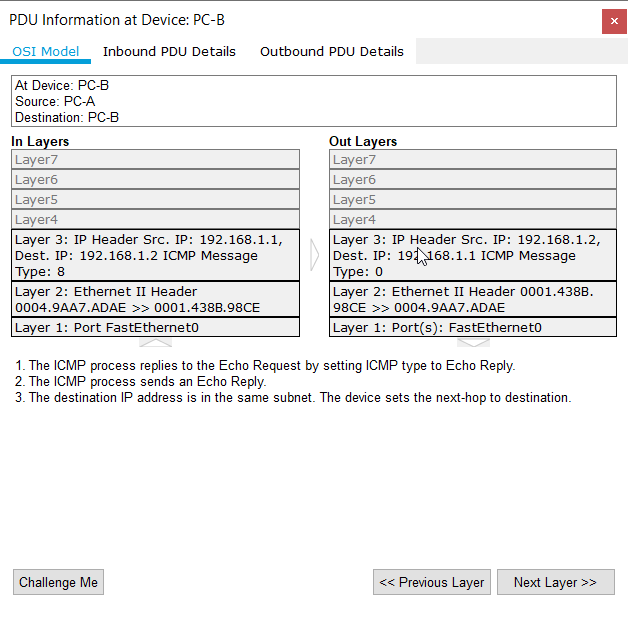 PDU Information at Device: PC-B
OSI Model Inbound PDU Details Outbound PDU Details
At Device: PC-B
Source: PC-A
Destination: PC-B
In Layers
Layer7
Layer6
Layer5
Layer4
Layer 3: IP Header Src. IP: 192.168.1.1,
Dest. IP: 192.168.1.2 ICMP Message
Type: 8
Layer 2: Ethernet II Header
0004.9AA7.ADAE >> 0001.438B.98CE
Layer 1: Port FastEthernet0
Out Layers
Layer7
Layer6
Layer5
Layer4
Layer 3: IP Header Src. IP: 192.168.1.2,
Dest. IP: 192.168.1.1 ICMP Message
Type: 0
Layer 2: Ethernet II Header 0001.438B.
98CE >> 0004.9AA7.ADAE
Layer 1: Port(s): FastEthernet0
1. The ICMP process replies to the Echo Request by setting ICMP type to Echo Reply.
2. The ICMP process sends an Echo Reply.
3. The destination IP address is in the same subnet. The device sets the next-hop to destination.
Challenge Me
<< Previous Layer
Next Layer >>